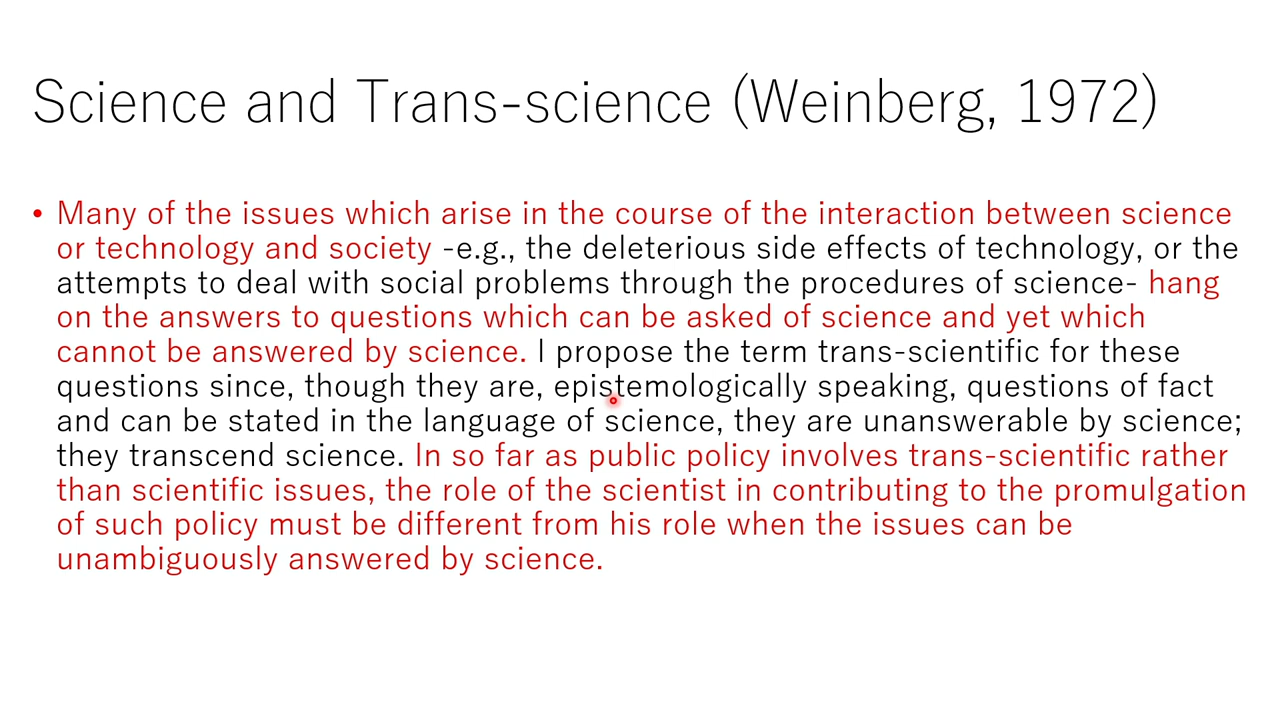 Science and Trans-science (Weinberg, 1972)
• Many of the issues which arise in the course of the interaction between science
or technology and society -e.g., the deleterious side effects of technology, or the
attempts to deal with social problems through the procedures of science- hang
on the answers to questions which can be asked of science and yet which
cannot be answered by science. I propose the term trans-scientific for these
questions since, though they are, epistemologically speaking, questions of fact
and can be stated in the language of science, they are unanswerable by science;
they transcend science. In so far as public policy involves trans-scientific rather
than scientific issues, the role of the scientist in contributing to the promulgation
of such policy must be different from his role when the issues can be
unambiguously answered by science.